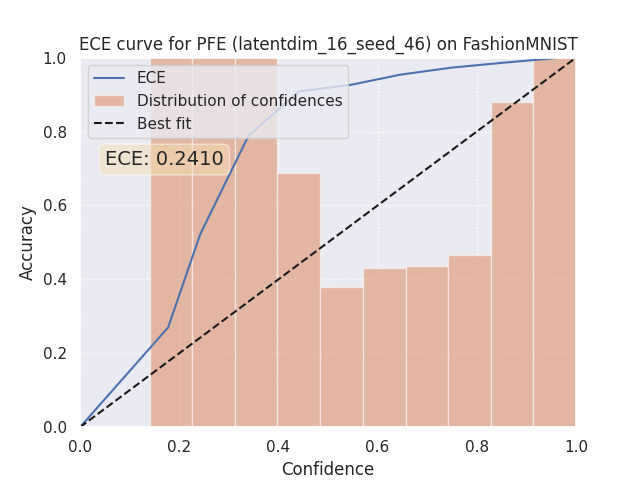 ECE curve for PFE (latentdim_16_seed_46) on FashionMNIST
1.0
0.8
0.6
0.4
0.2
0.0
Accuracy
ECE
Distribution of confidences
Best fit
ECE: 0.2410
0.0 0.2 0.4 0.6 0.8 1.0
Confidence